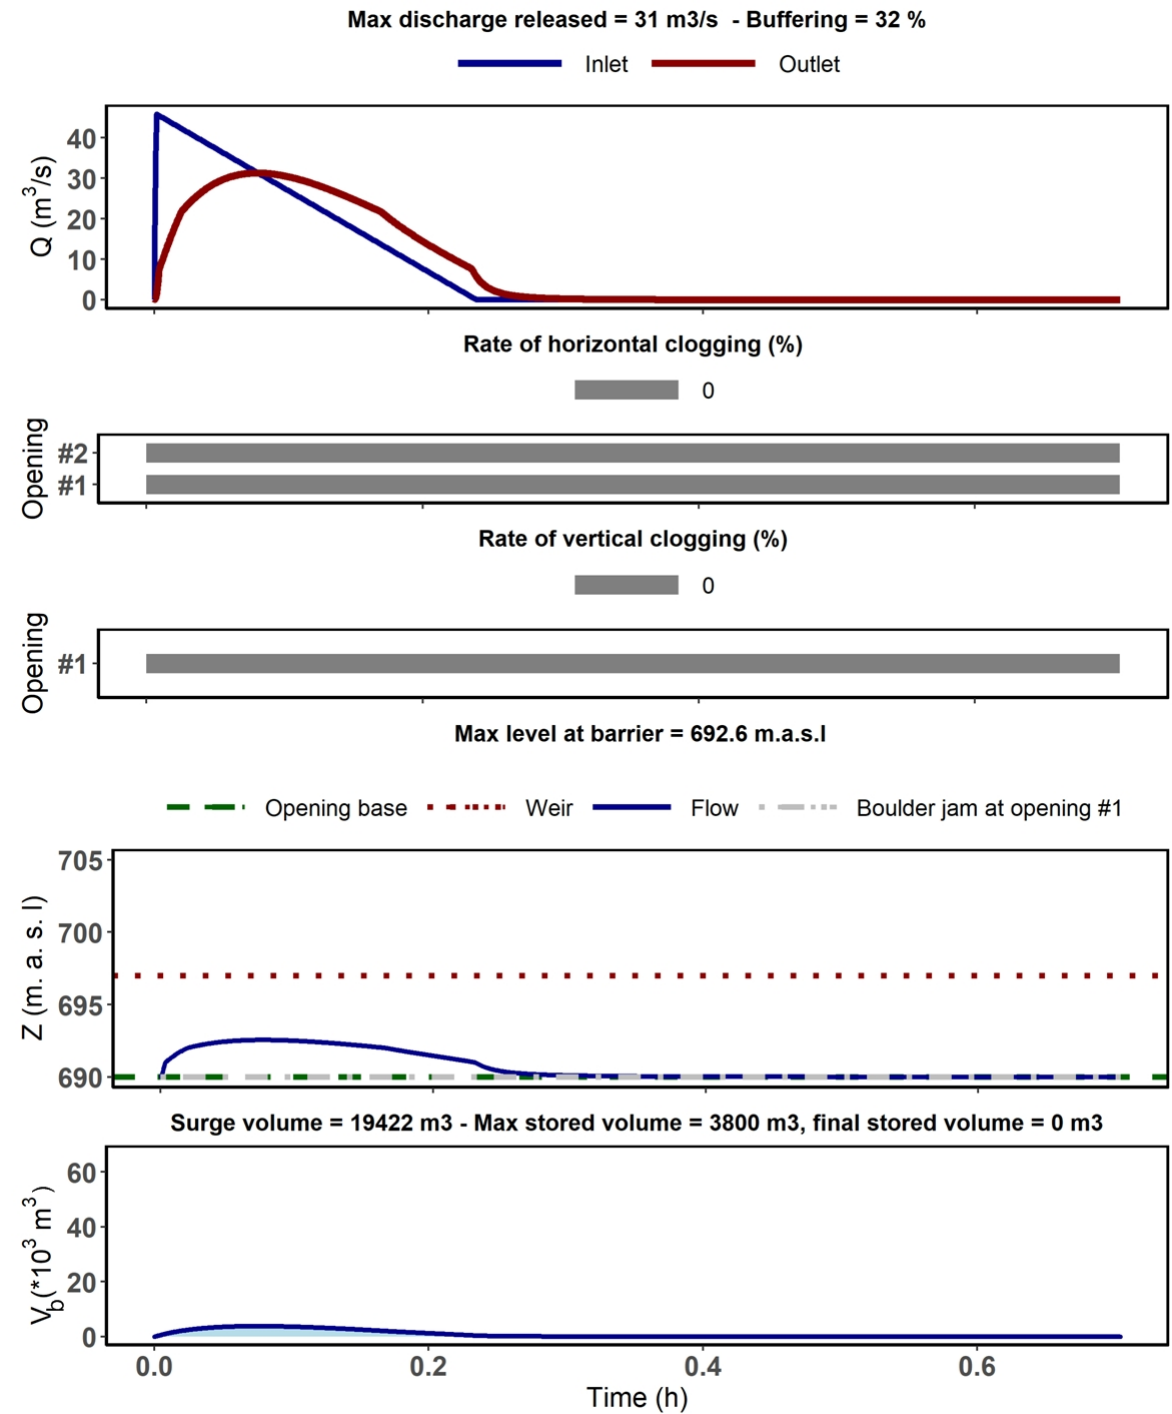 Max discharge released = 31 m3/s - Buffering = 32 %
Inlet Outlet
Q (m³/s)
40
30
20
10
0
Rate of horizontal clogging (%)
0
Opening
#2
#1
Rate of vertical clogging (%)
0
Opening
#1
Max level at barrier = 692.6 m.a.s.l
Opening base Weir Flow Boulder jam at opening #1
Z (m. a. s. l)
705
700
695
690
Surge volume = 19422 m3 - Max stored volume = 3800 m3, final stored volume = 0 m3
V_b(*10³ m³)
60
40
20
0
0.0 0.2 0.4 0.6
Time (h)